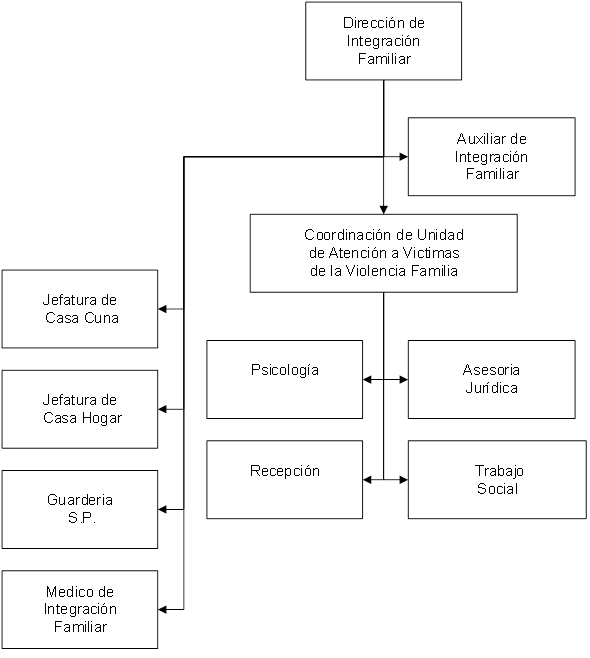 Dirección de
Integración
Familiar
Auxiliar de
Integración
Familiar
Coordinación de Unidad
de Atención a Victimas
de la Violencia Familia
Jefatura de
Casa Cuna
Psicología
Asesoria
Jurídica
Jefatura de
Casa Hogar
Recepción
Trabajo
Social
Guarderia
S.P.
Medico de
Integración
Familiar